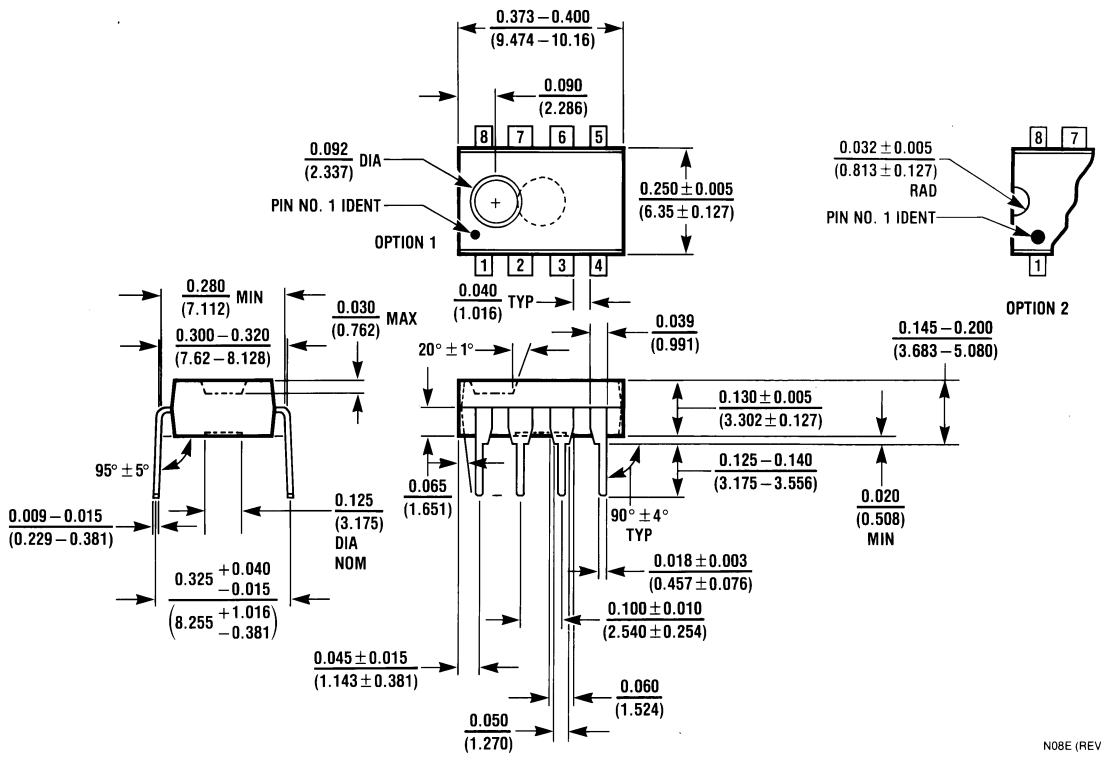 0.373 – 0.400
(9.474 – 10.16)
0.090
(2.286)
8 7 6 5
8 7
0.092 DIA
(2.337)
0.032 ± 0.005
(0.813 ± 0.127)
RAD
0.250 ± 0.005
(6.35 ± 0.127)
PIN NO. 1 IDENT
PIN NO. 1 IDENT
OPTION 1
1 2 3 4
1
OPTION 2
0.280 MIN
(7.112)
0.030 MAX
(0.762)
0.040 TYP
(1.016)
0.300 – 0.320
(7.62 – 8.128)
0.039
(0.991)
0.145 – 0.200
(3.683 – 5.080)
20° ± 1°
0.130 ± 0.005
(3.302 ± 0.127)
95° ± 5°
0.065
(1.651)
0.125 – 0.140
(3.175 – 3.556)
0.009 – 0.015
(0.229 – 0.381)
0.125
(3.175)
DIA
NOM
90° ± 4°
TYP
0.020
(0.508)
MIN
0.018 ± 0.003
(0.457 ± 0.076)
0.325 +0.040
–0.015
(8.255 +1.016
–0.381)
0.100 ± 0.010
(2.540 ± 0.254)
0.045 ± 0.015
(1.143 ± 0.381)
0.060
(1.524)
0.050
(1.270)
N08E (REV